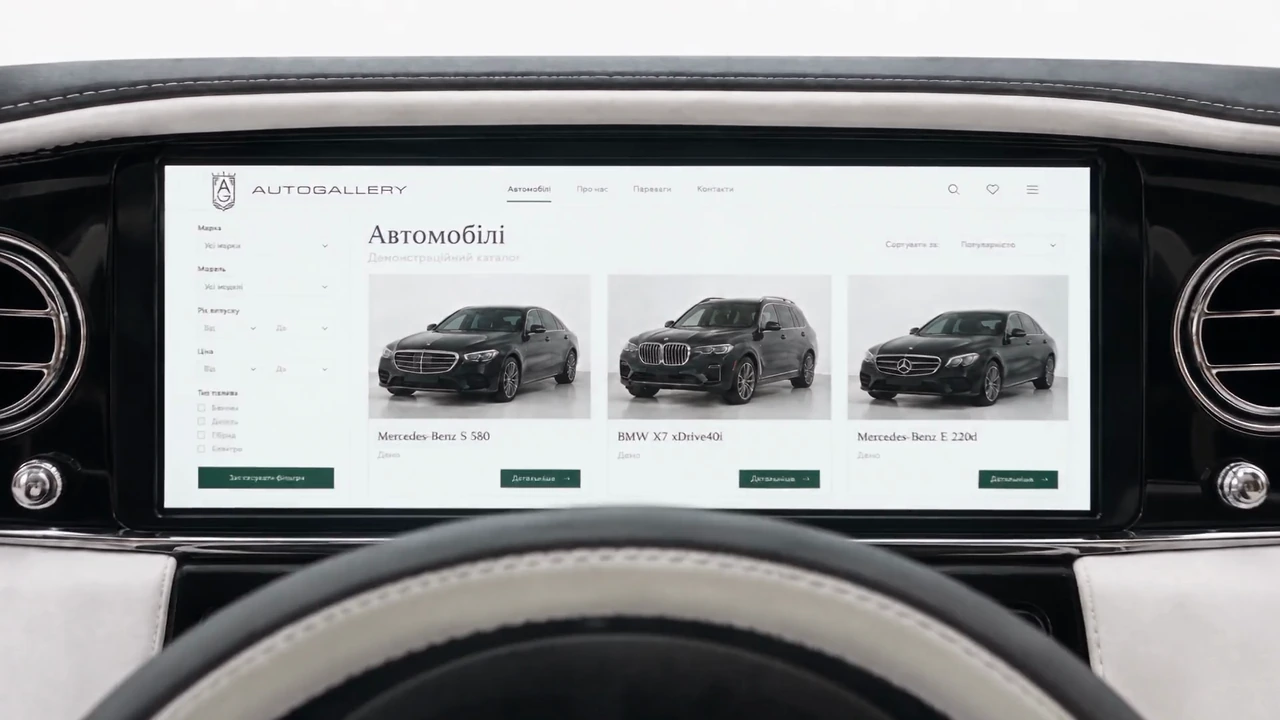 AG
AUTOGALLERY
Автомобілі
Про нас
Переваги
Контакти
Марка
Усі марки
Модель
Усі моделі
Рік випуску
Від
До
Ціна
Від
До
Тип палива
Бензин
Дизель
Гібрид
Електро
Застосувати фільтри
Автомобілі
Демонстраційний каталог
Сортувати за:
Популярністю
Mercedes-Benz S 580
Демо
Детальніше →
BMW X7 xDrive40i
Демо
Детальніше →
Mercedes-Benz E 220d
Демо
Детальніше →